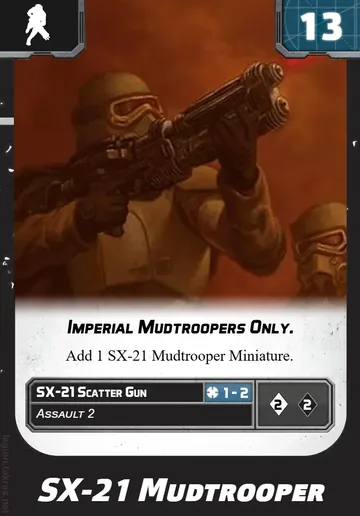 13
IMPERIAL MUDTROOPERS ONLY.
Add 1 SX-21 Mudtrooper Miniature.
SX-21 SCATTER GUN 1 - 2
ASSAULT 2
2 2
SX-21 MUDTROOPER